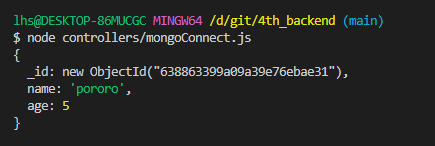 lhs@DESKTOP-86MUCGC MINGW64 /d/git/4th_backend (main)
$ node controllers/mongoConnect.js
{
  _id: new ObjectId("638863399a09a39e76ebae31"),
  name: 'pororo',
  age: 5
}